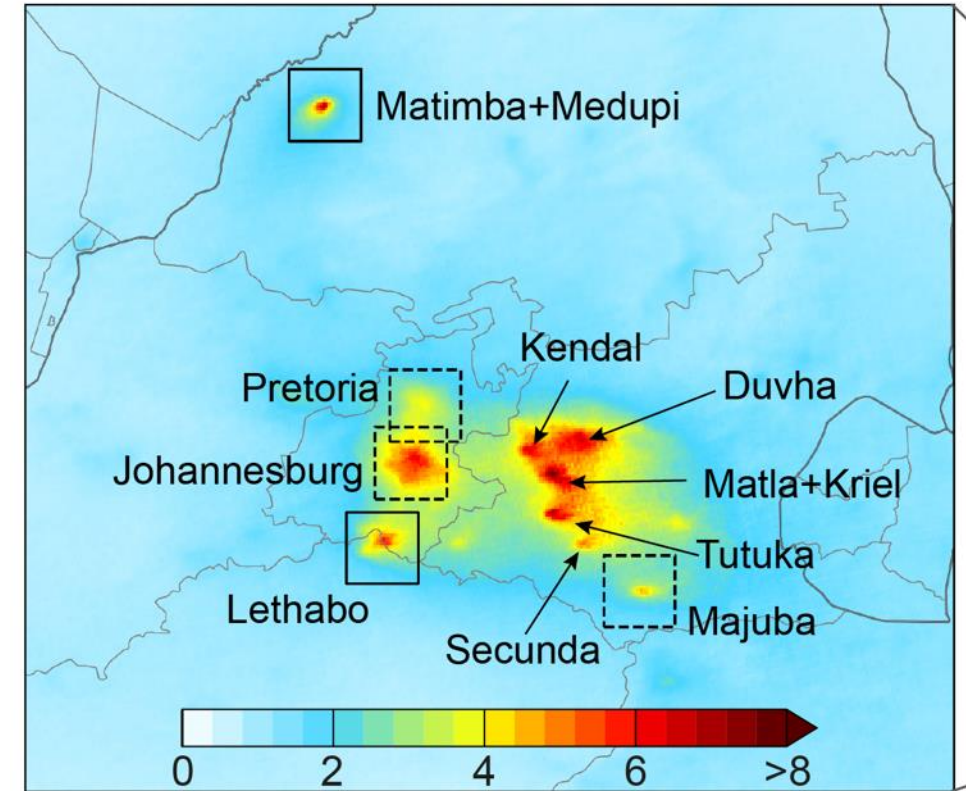 Matimba+Medupi
Kendal
Pretoria
Duvha
Johannesburg
Matla+Kriel
Tutuka
Lethabo
Majuba
Secunda
0 2 4 6 >8